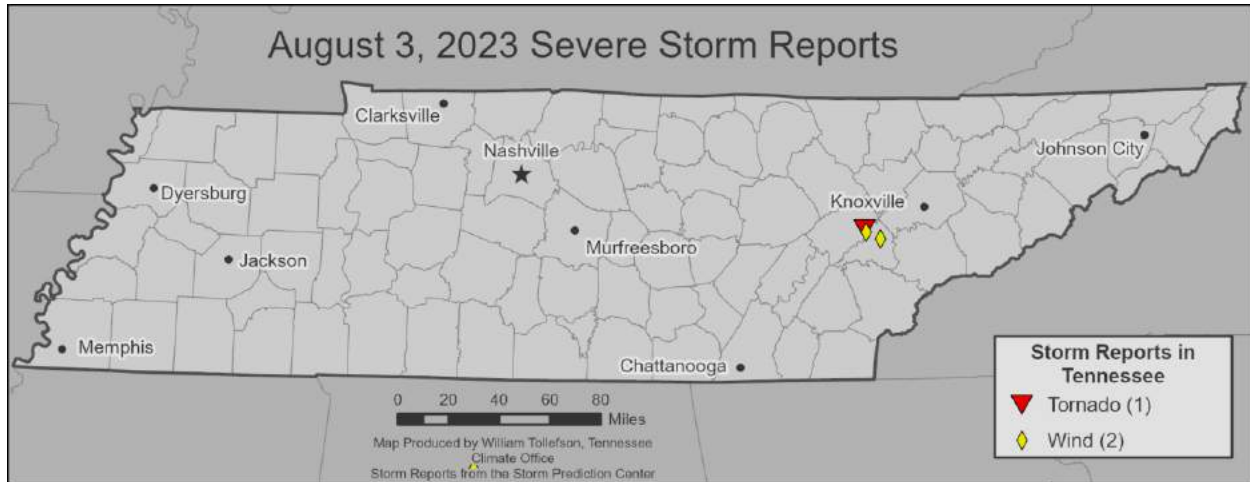 August 3, 2023 Severe Storm Reports
Clarksville
Nashville
Johnson City
Dyersburg
Knoxville
Murfreesboro
Jackson
Memphis
Chattanooga
0 20 40 60 80
Miles
Map Produced by William Tollefson, Tennessee
Climate Office
Storm Reports from the Storm Prediction Center
Storm Reports in
Tennessee
Tornado (1)
Wind (2)